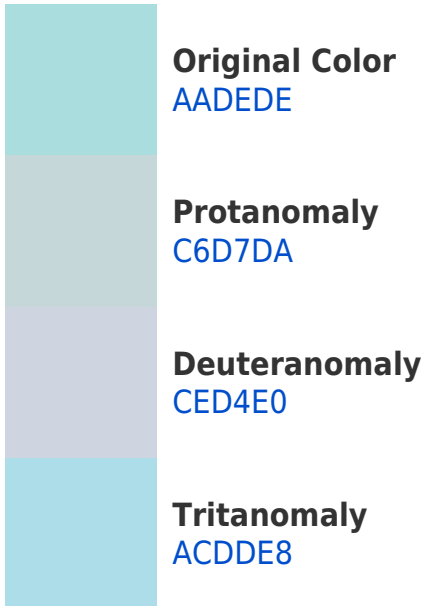 Original Color
AADEDE
Protanomaly
C6D7DA
Deuteranomaly
CED4E0
Tritanomaly
ACDDE8